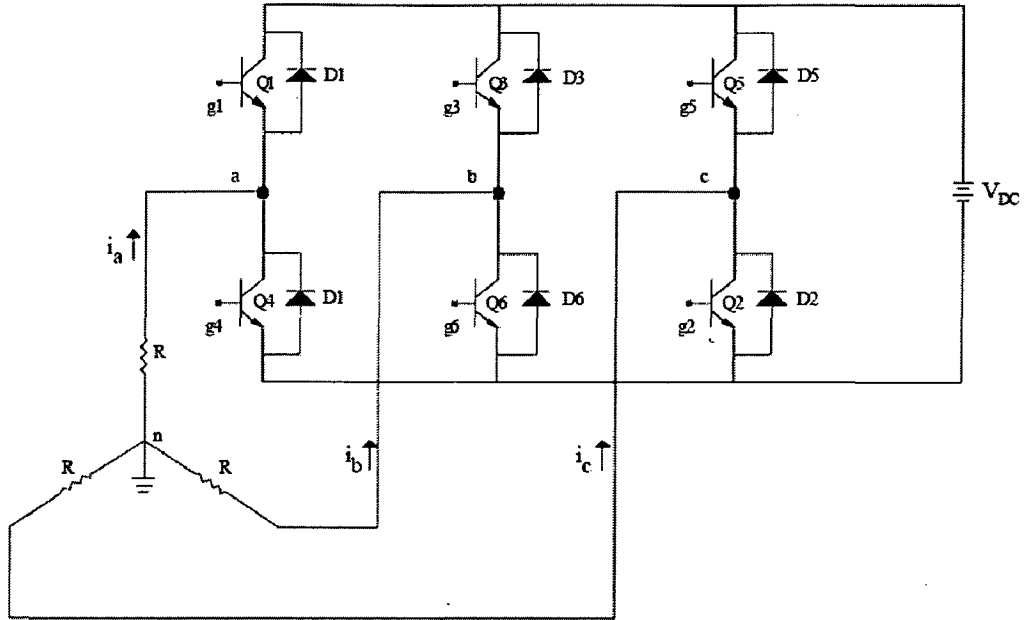 Q1 D1
g1
Q3 D3
g3
Q5 D5
g5
a
b
c
V_DC
i_a
Q4 D1
g4
Q6 D6
g6
Q2 D2
g2
R
n
R
R
i_b
i_c